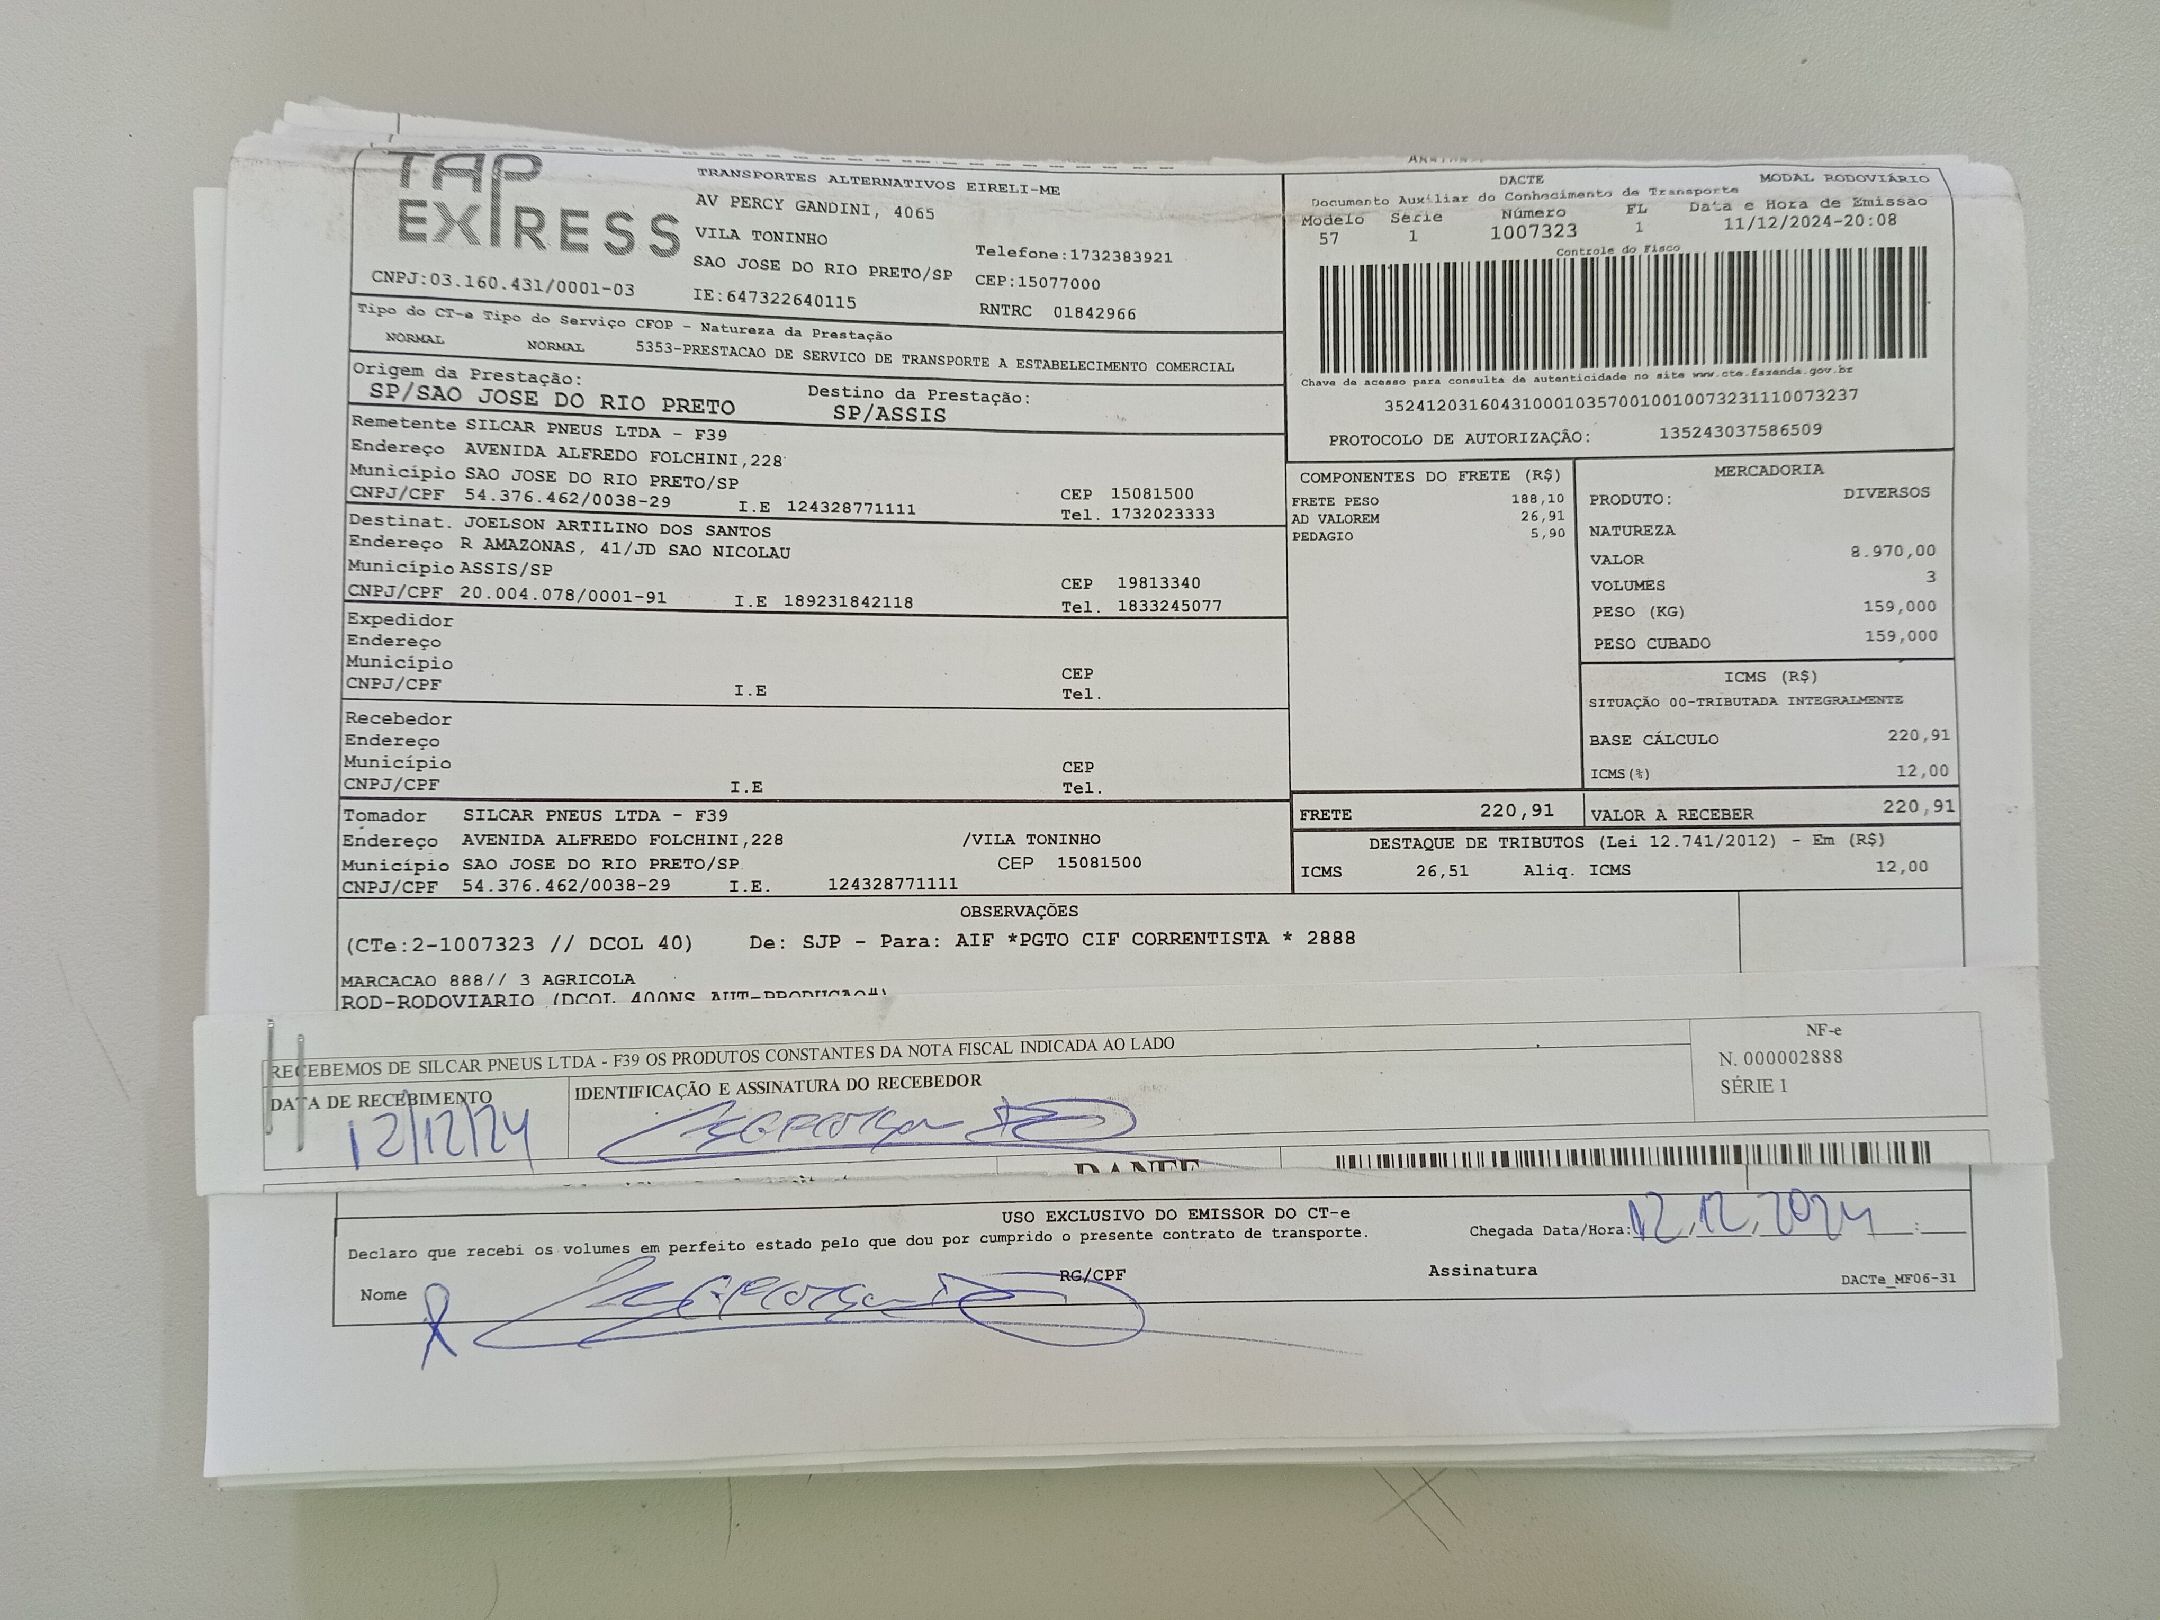 TAP
EXPRESS
TRANSPORTES ALTERNATIVOS EIRELI-ME
AV PERCY GANDINI, 4065
VILA TONINHO
Telefone:1732383921
SAO JOSE DO RIO PRETO/SP CEP:15077000
CNPJ:03.160.431/0001-03 IE:647322640115 RNTRC 01842966
DACTE MODAL RODOVIÁRIO
Documento Auxiliar do Conhecimento de Transporte
Modelo Série Número FL Data e Hora de Emissão
57 1 1007323 1 11/12/2024-20:08
Controle do Fisco
Chave de acesso para consulta de autenticidade no site www.cte.fazenda.gov.br
35241203160431000103570010010073231110073237
PROTOCOLO DE AUTORIZAÇÃO: 135243037586509
Tipo do CT-e Tipo do Serviço CFOP - Natureza da Prestação
NORMAL NORMAL 5353-PRESTACAO DE SERVICO DE TRANSPORTE A ESTABELECIMENTO COMERCIAL
Origem da Prestação: Destino da Prestação:
SP/SAO JOSE DO RIO PRETO SP/ASSIS
Remetente SILCAR PNEUS LTDA - F39
Endereço AVENIDA ALFREDO FOLCHINI,228
Município SAO JOSE DO RIO PRETO/SP CEP 15081500
CNPJ/CPF 54.376.462/0038-29 I.E 124328771111 Tel. 1732023333
Destinat. JOELSON ARTILINO DOS SANTOS
Endereço R AMAZONAS, 41/JD SAO NICOLAU
Município ASSIS/SP CEP 19813340
CNPJ/CPF 20.004.078/0001-91 I.E 189231842118 Tel. 1833245077
Expedidor
Endereço
Município CEP
CNPJ/CPF I.E Tel.
Recebedor
Endereço
Município CEP
CNPJ/CPF I.E Tel.
Tomador SILCAR PNEUS LTDA - F39
Endereço AVENIDA ALFREDO FOLCHINI,228 /VILA TONINHO
Município SAO JOSE DO RIO PRETO/SP CEP 15081500
CNPJ/CPF 54.376.462/0038-29 I.E. 124328771111
COMPONENTES DO FRETE (R$)
FRETE PESO 188,10
AD VALOREM 26,91
PEDAGIO 5,90
MERCADORIA
PRODUTO: DIVERSOS
NATUREZA
VALOR 8.970,00
VOLUMES 3
PESO (KG) 159,000
PESO CUBADO 159,000
ICMS (R$)
SITUAÇÃO 00-TRIBUTADA INTEGRALMENTE
BASE CÁLCULO 220,91
ICMS(%) 12,00
FRETE 220,91 VALOR A RECEBER 220,91
DESTAQUE DE TRIBUTOS (Lei 12.741/2012) - Em (R$)
ICMS 26,51 Aliq. ICMS 12,00
OBSERVAÇÕES
(CTe:2-1007323 // DCOL 40) De: SJP - Para: AIF *PGTO CIF CORRENTISTA * 2888
MARCACAO 888// 3 AGRICOLA
ROD-RODOVIARIO (DCOL 400NS AUT-PRODUCAO#)
RECEBEMOS DE SILCAR PNEUS LTDA - F39 OS PRODUTOS CONSTANTES DA NOTA FISCAL INDICADA AO LADO
DATA DE RECEBIMENTO IDENTIFICAÇÃO E ASSINATURA DO RECEBEDOR
12/12/24
NF-e
N. 000002888
SÉRIE 1
DANFE
USO EXCLUSIVO DO EMISSOR DO CT-e
Declaro que recebi os volumes em perfeito estado pelo que dou por cumprido o presente contrato de transporte.
Chegada Data/Hora: 12,12,2024 :
Nome RG/CPF Assinatura DACTe_MF06-31